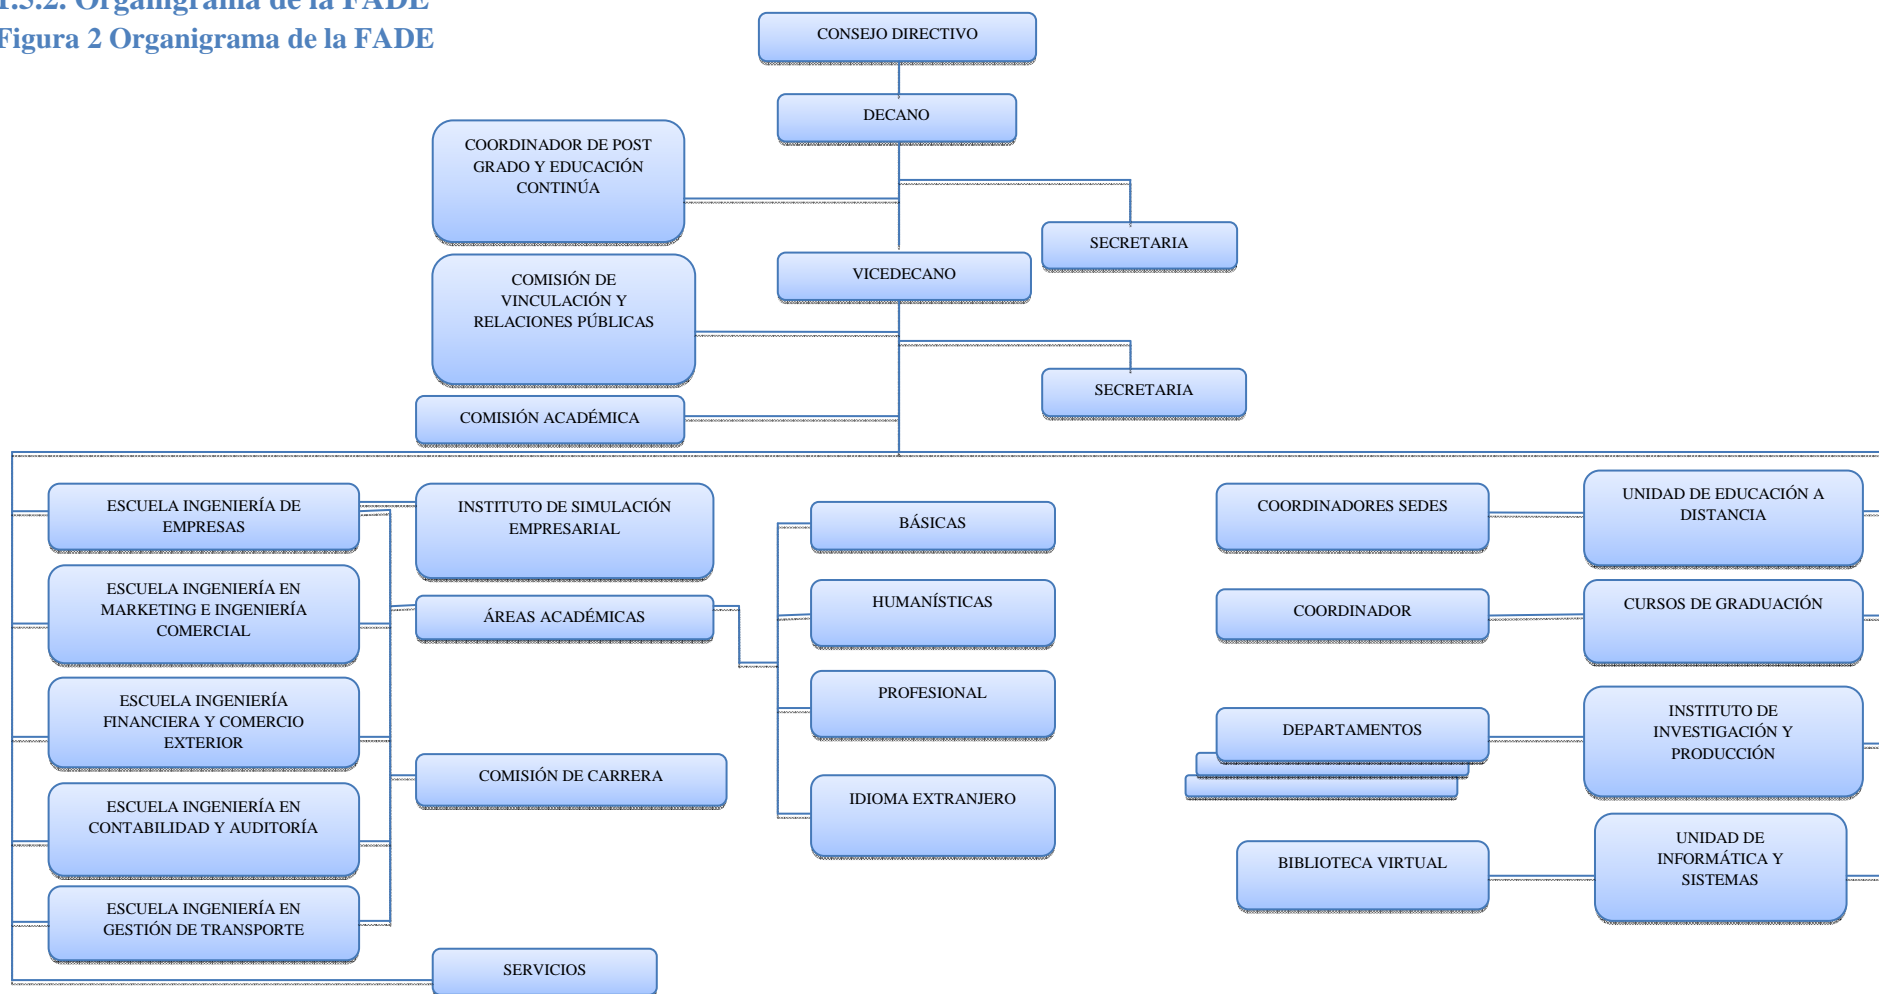 1.3.2. Organigrama de la FADE
Figura 2 Organigrama de la FADE
CONSEJO DIRECTIVO
DECANO
COORDINADOR DE POST
GRADO Y EDUCACIÓN
CONTINÚA
SECRETARIA
COMISIÓN DE
VINCULACIÓN Y
RELACIONES PÚBLICAS
VICEDECANO
SECRETARIA
COMISIÓN ACADÉMICA
ESCUELA INGENIERÍA DE
EMPRESAS
ESCUELA INGENIERÍA EN
MARKETING E INGENIERÍA
COMERCIAL
ESCUELA INGENIERÍA
FINANCIERA Y COMERCIO
EXTERIOR
ESCUELA INGENIERÍA EN
CONTABILIDAD Y AUDITORÍA
ESCUELA INGENIERÍA EN
GESTIÓN DE TRANSPORTE
SERVICIOS
INSTITUTO DE SIMULACIÓN
EMPRESARIAL
ÁREAS ACADÉMICAS
COMISIÓN DE CARRERA
BÁSICAS
HUMANÍSTICAS
PROFESIONAL
IDIOMA EXTRANJERO
COORDINADORES SEDES
COORDINADOR
DEPARTAMENTOS
BIBLIOTECA VIRTUAL
UNIDAD DE EDUCACIÓN A
DISTANCIA
CURSOS DE GRADUACIÓN
INSTITUTO DE
INVESTIGACIÓN Y
PRODUCCIÓN
UNIDAD DE
INFORMÁTICA Y
SISTEMAS